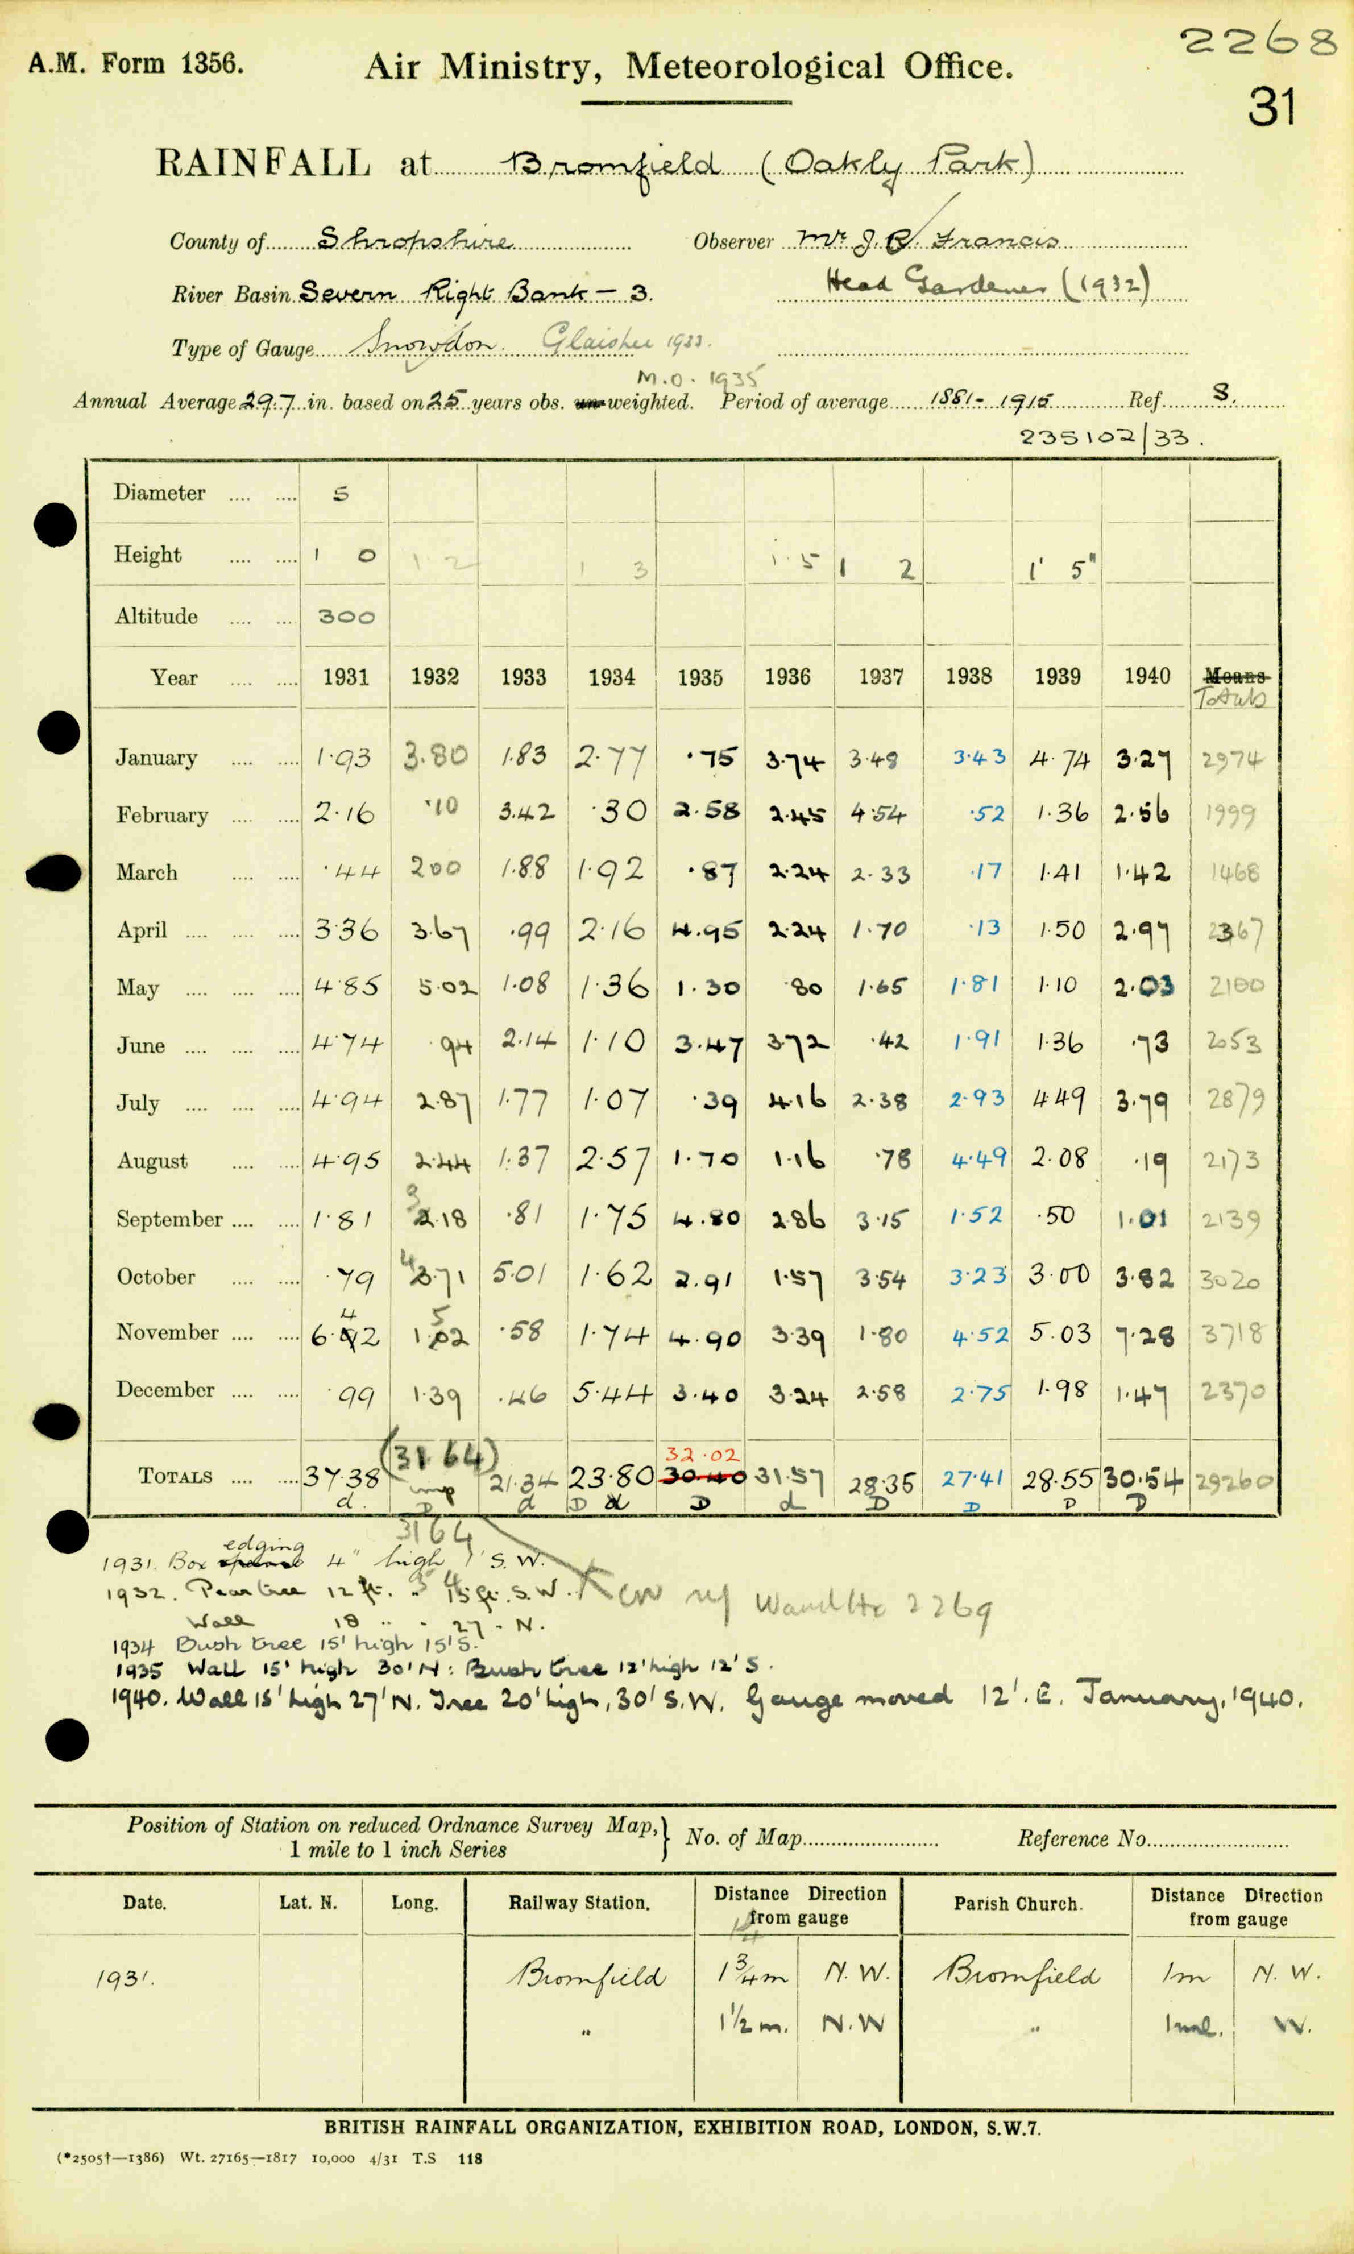 2268
A.M. Form 1356. Air Ministry, Meteorological Office.
31
RAINFALL at Bromfield (Oakly Park)
County of Shropshire Observer Mr J. R. Francis
River Basin Severn Right Bank – 3. Head Gardener (1932)
Type of Gauge Snowdon. Glaisher 1933.
M.O. 1935
Annual Average 29.7 in. based on 25 years obs. weighted. Period of average 1881 - 1915 Ref. S.
235102/33.
Diameter .... .... 5
Height .... .... 1 0 1 2 1 3 1 . 5 1 2 1' 5"
Altitude .... .... 300
Year .... .... 1931 1932 1933 1934 1935 1936 1937 1938 1939 1940 Means
Totals
January .... .... 1.93 3.80 1.83 2.77 .75 3.74 3.48 3.43 4.74 3.27 2974
February .... .... 2.16 .10 3.42 .30 2.58 2.45 4.54 .52 1.36 2.56 1999
March .... .... .44 200 1.88 1.92 .87 2.24 2.33 .17 1.41 1.42 1468
April .... .... .... 3.36 3.67 .99 2.16 4.95 2.24 1.70 .13 1.50 2.97 2367
May .... .... .... 4.85 5.02 1.08 1.36 1.30 .80 1.65 1.81 1.10 2.03 2100
June .... .... .... 4.74 .94 2.14 1.10 3.47 3.72 .42 1.91 1.36 .73 2053
July .... .... .... 4.94 2.87 1.77 1.07 .39 4.16 2.38 2.93 4.49 3.79 2879
August .... .... 4.95 2.44 1.37 2.57 1.70 1.16 .78 4.49 2.08 .19 2173
3
September .... .... 1.81 2.18 .81 1.75 4.80 2.86 3.15 1.52 .50 1.01 2139
4
October .... .... .79 3.71 5.01 1.62 2.91 1.57 3.54 3.23 3.00 3.82 3020
4 5
November .... .... 6.92 1.02 .58 1.74 4.90 3.39 1.80 4.52 5.03 7.28 3718
December .... .... .99 1.39 .46 5.44 3.40 3.24 2.58 2.75 1.98 1.47 2370
(31.64) 32.02
TOTALS .... .... 37.38 imp 21.34 23.80 30.40 31.57 28.35 27.41 28.55 30.54 29260
d. D d D d D d D D D D
3164
edging
1931. Box 4" high 1' S.W.
1932. Pear tree 12 ft. " 15 ft. S.W.
Wall 18 " " 27 - N.
2269
1934 Bush tree 15' high 15' S.
1935 Wall 15' high 30' N: Bush tree 12' high 12' S.
1940. Wall 15' high 27' N. Tree 20' high, 30' S.W. Gauge moved 12'. E. January, 1940.
Position of Station on reduced Ordnance Survey Map,} No. of Map Reference No.
1 mile to 1 inch Series
Date. Lat. N. Long. Railway Station. Distance Direction from gauge Parish Church. Distance Direction from gauge
1931. Bromfield 1 3/4 m N.W. Bromfield 1m N.W.
" 1 1/2 m. N.W " 1 ml. W.
BRITISH RAINFALL ORGANIZATION, EXHIBITION ROAD, LONDON, S.W.7.
(*2505†—1386) Wt. 27165—1817 10,000 4/31 T.S 118